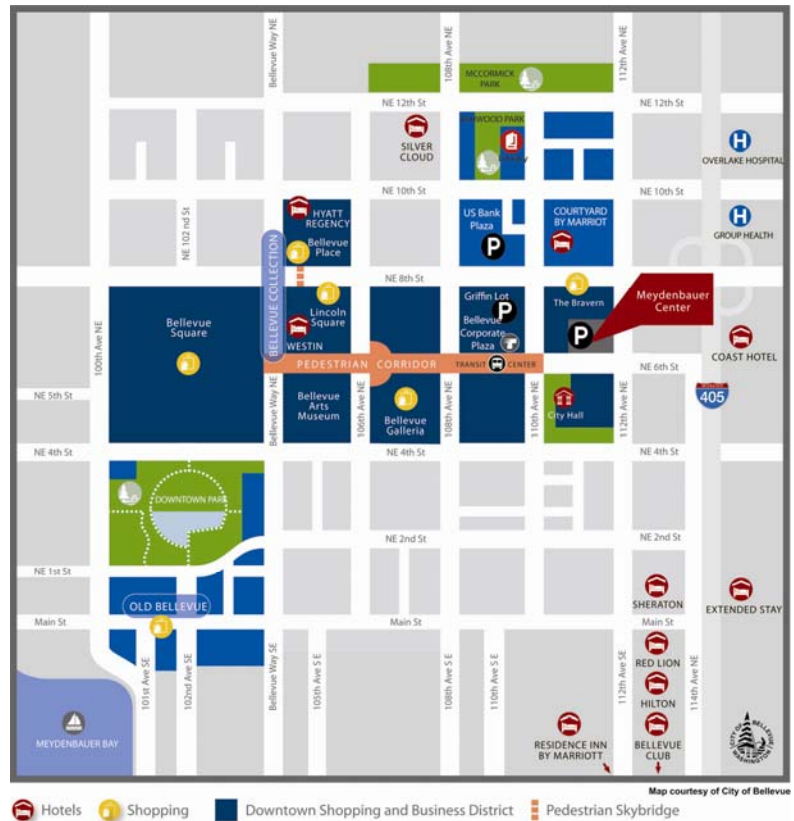 Bellevue Way NE
108th Ave NE
112th Ave NE
MCCORMICK
PARK
NE 12th St
NE 12th St
SILVER
CLOUD
H
OVERLAKE HOSPITAL
NE 10th St
NE 10th St
NE 10th St
NE 102 nd St
HYATT
REGENCY
Bellevue
Place
US Bank
Plaza
P
COURTYARD
BY MARRIOT
H
GROUP HEALTH
BELLEVUE COLLECTION
NE 8th St
100th Ave NE
Bellevue
Square
Lincoln
Square
WESTIN
Griffin Lot
P
Bellevue
Corporate
Plaza
The Bravern
P
Meydenbauer
Center
COAST HOTEL
PEDESTRIAN CORRIDOR
TRANSIT CENTER
NE 6th St
NE 5th St
Bellevue Way NE
Bellevue
Arts
Museum
106th Ave NE
Bellevue
Galleria
108th Ave NE
110th Ave NE
City Hall
112th Ave NE
405
NE 4th St
NE 4th St
NE 4th St
DOWNTOWN PARK
NE 2nd St
NE 2nd St
NE 1st St
OLD BELLEVUE
SHERATON
EXTENDED STAY
Main St
Main St
Main St
101st Ave SE
102nd Ave SE
Bellevue Way SE
105th Ave S E
108th Ave S E
110th Ave S E
112th Ave SE
114th Ave NE
RED LION
HILTON
MEYDENBAUER BAY
RESIDENCE INN
BY MARRIOTT
BELLEVUE
CLUB
CITY OF BELLEVUE
WASHINGTON
Map courtesy of City of Bellevue
Hotels
Shopping
Downtown Shopping and Business District
Pedestrian Skybridge